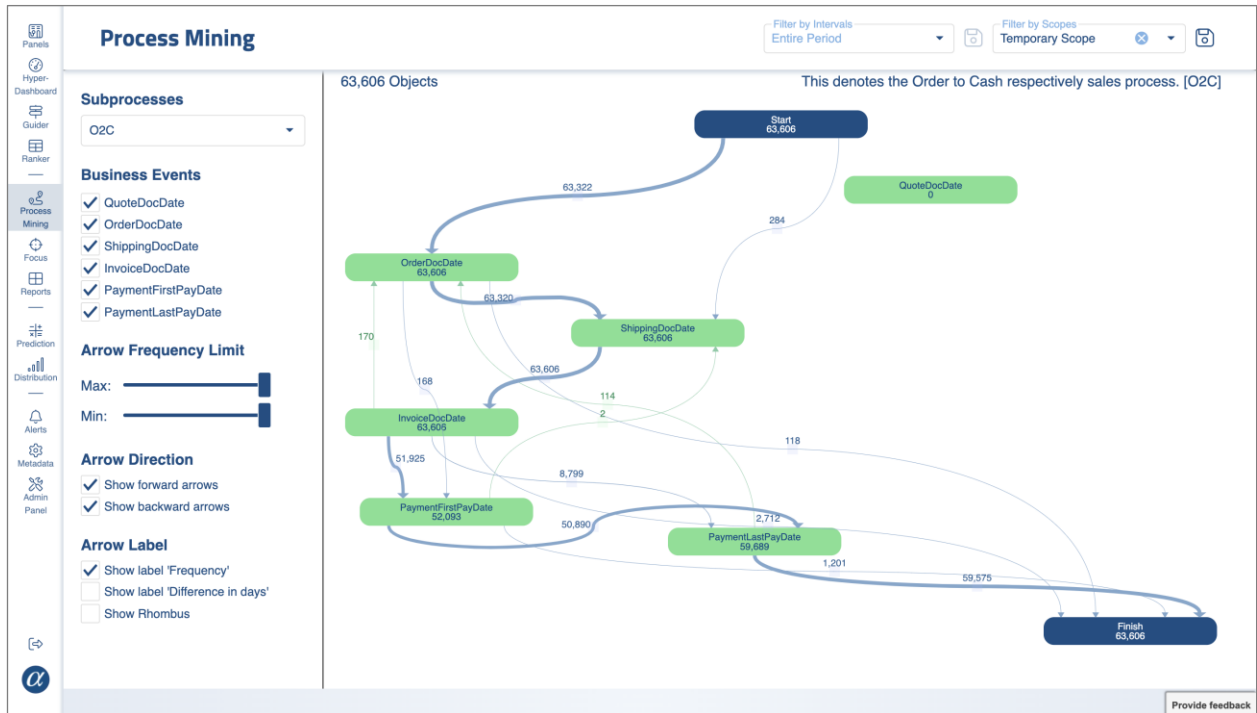 Panels
Hyper-
Dashboard
Guider
Ranker
Process
Mining
Focus
Reports
Prediction
Distribution
Alerts
Metadata
Admin
Panel
α
Process Mining
Filter by Intervals
Entire Period
Filter by Scopes
Temporary Scope
Subprocesses
O2C
Business Events
QuoteDocDate
OrderDocDate
ShippingDocDate
InvoiceDocDate
PaymentFirstPayDate
PaymentLastPayDate
Arrow Frequency Limit
Max:
Min:
Arrow Direction
Show forward arrows
Show backward arrows
Arrow Label
Show label 'Frequency'
Show label 'Difference in days'
Show Rhombus
63,606 Objects
This denotes the Order to Cash respectively sales process. [O2C]
Start
63,606
63,322
QuoteDocDate
0
284
OrderDocDate
63,606
63,320
ShippingDocDate
63,606
170
63,606
168
114
2
InvoiceDocDate
63,606
118
51,925
8,799
PaymentFirstPayDate
52,093
50,890
2,712
PaymentLastPayDate
59,689
1,201
59,575
Finish
63,606
Provide feedback